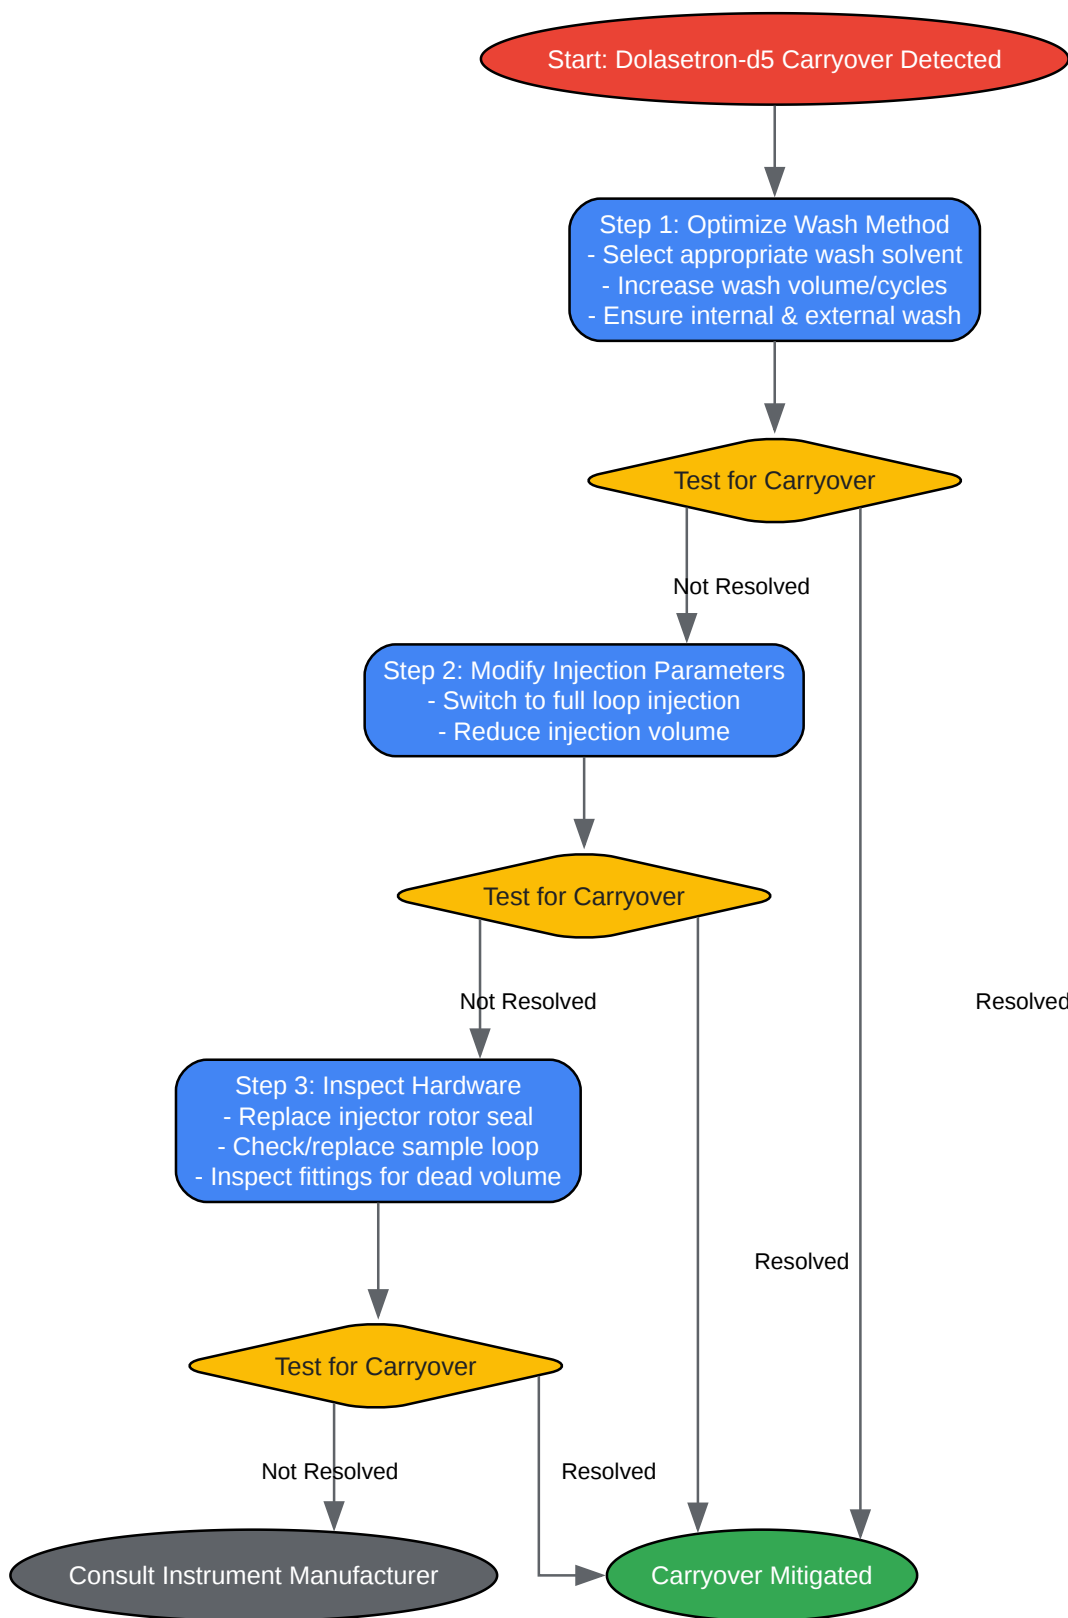 Start: Dolasetron-d5 Carryover Detected
Step 1: Optimize Wash Method
- Select appropriate wash solvent
- Increase wash volume/cycles
- Ensure internal & external wash
Test for Carryover
Not Resolved
Step 2: Modify Injection Parameters
- Switch to full loop injection
- Reduce injection volume
Test for Carryover
Not Resolved
Resolved
Step 3: Inspect Hardware
- Replace injector rotor seal
- Check/replace sample loop
- Inspect fittings for dead volume
Resolved
Test for Carryover
Not Resolved
Resolved
Consult Instrument Manufacturer
Carryover Mitigated